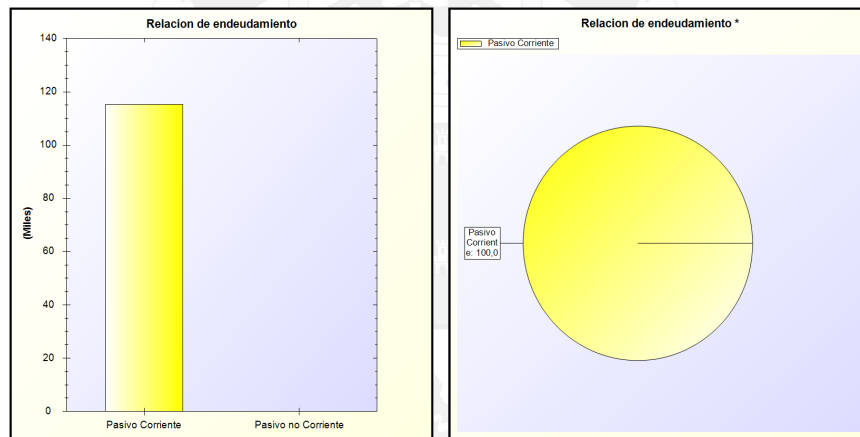 Relacion de endeudamiento
140
120
100
80
60
40
20
0
(Miles)
Pasivo Corriente
Pasivo no Corriente
Relacion de endeudamiento *
Pasivo Corriente
Pasivo
Corrient
e: 100,0